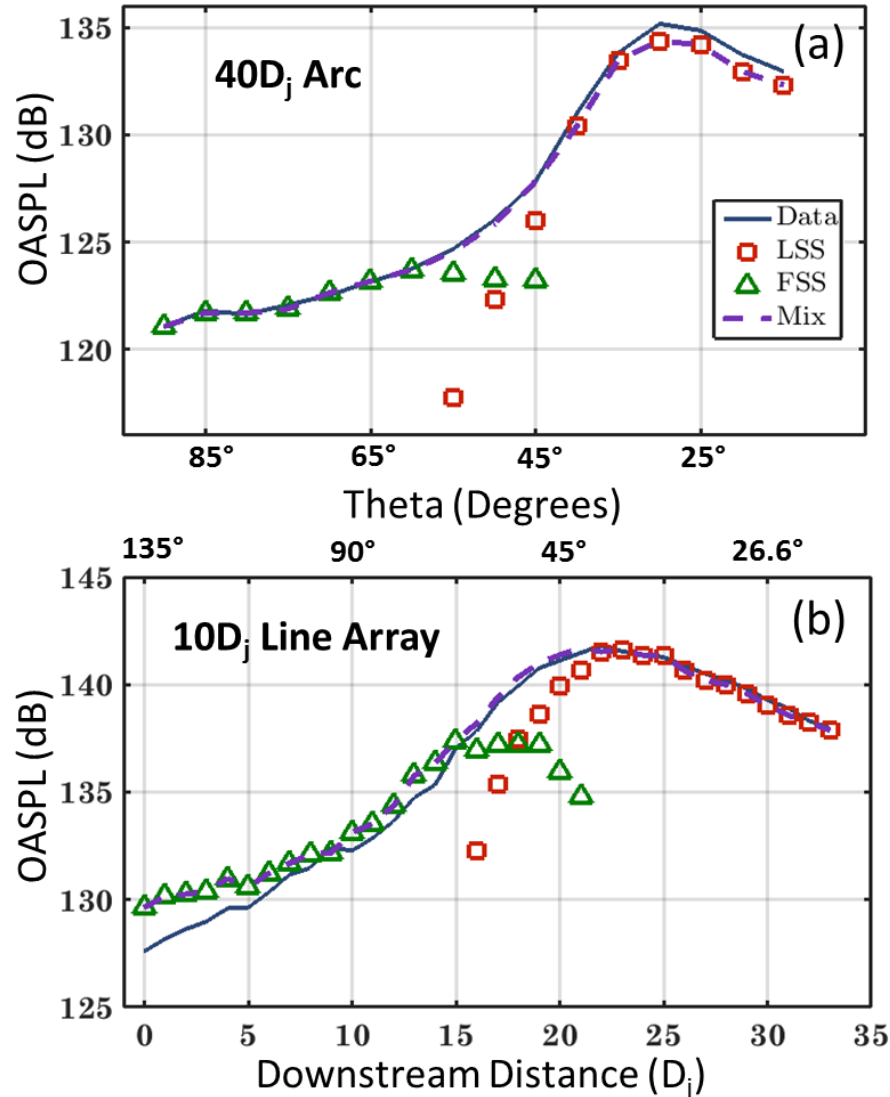 135
130
125
120
OASPL (dB)
40Dj Arc
(a)
Data
LSS
FSS
Mix
85° 65° 45° 25°
Theta (Degrees)
135° 90° 45° 26.6°
145
140
135
130
125
OASPL (dB)
10Dj Line Array
(b)
0 5 10 15 20 25 30 35
Downstream Distance (Dj)